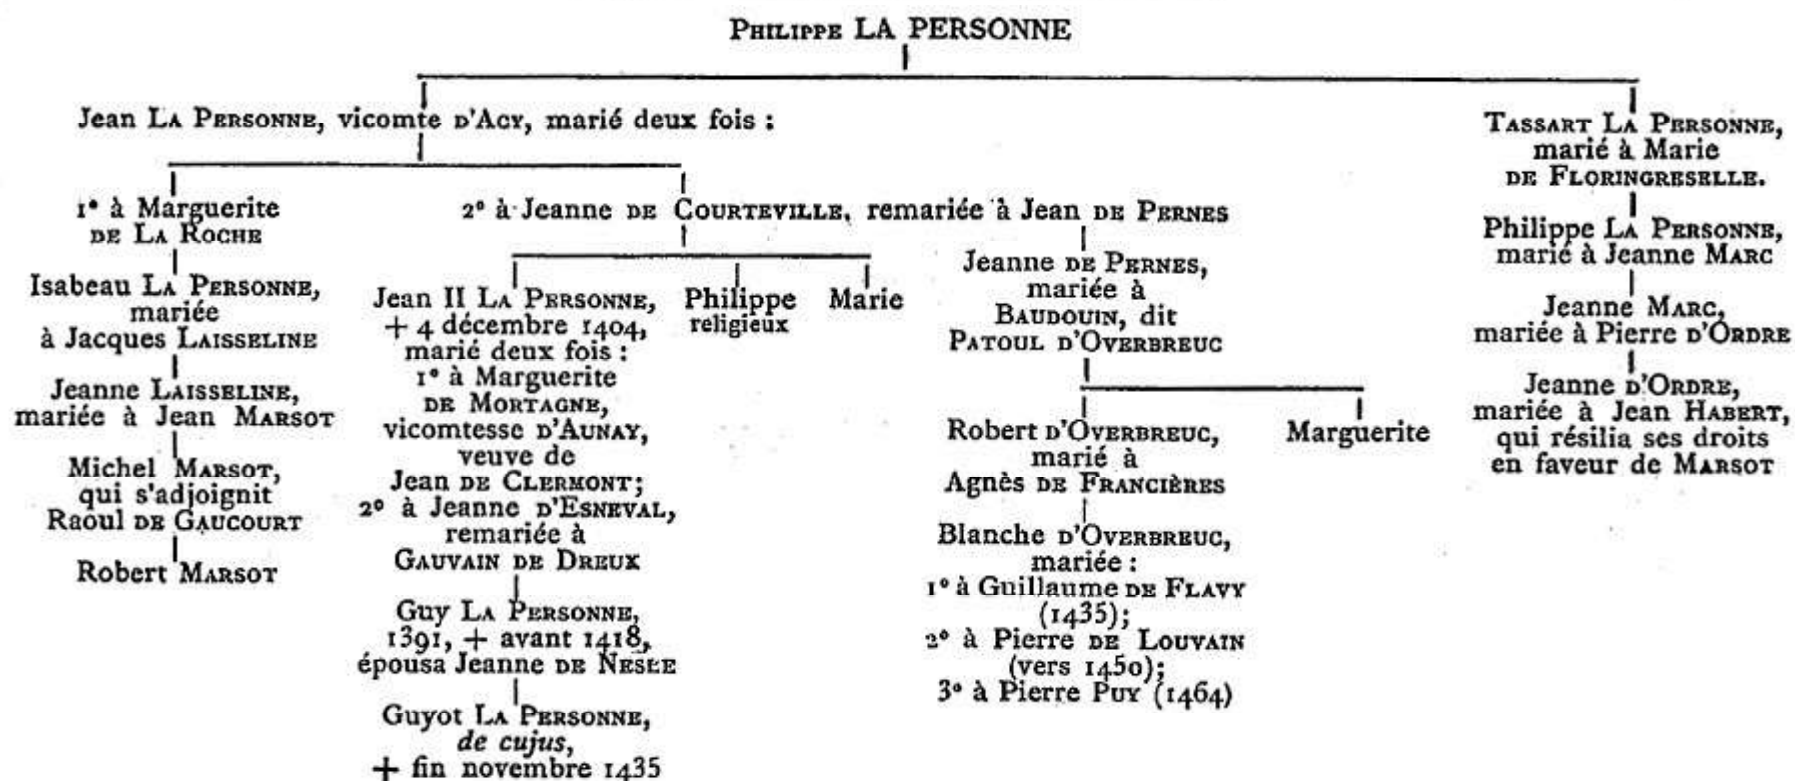 PHILIPPE LA PERSONNE
Jean LA PERSONNE, vicomte D'ACY, marié deux fois :
1° à Marguerite
DE LA ROCHE
Isabeau LA PERSONNE,
mariée
à Jacques LAISSELINE
Jeanne LAISSELINE,
mariée à Jean MARSOT
Michel MARSOT,
qui s'adjoignit
Raoul DE GAUCOURT
Robert MARSOT
2° à Jeanne DE COURTEVILLE, remariée à Jean DE PERNES
Jean II LA PERSONNE,
+ 4 décembre 1404,
marié deux fois :
1° à Marguerite
DE MORTAGNE,
vicomtesse D'AUNAY,
veuve de
Jean DE CLERMONT;
2° à Jeanne D'ESNEVAL,
remariée à
GAUVAIN DE DREUX
Guy LA PERSONNE,
1391, + avant 1418,
épousa Jeanne DE NESLE
Guyot LA PERSONNE,
de cujus,
+ fin novembre 1435
Philippe
religieux
Marie
Jeanne DE PERNES,
mariée à
BAUDOUIN, dit
PATOUL D'OVERBREUC
Robert D'OVERBREUC,
marié à
Agnès DE FRANCIÈRES
Blanche D'OVERBREUC,
mariée :
1° à Guillaume DE FLAVY
(1435);
2° à Pierre DE LOUVAIN
(vers 1450);
3° à Pierre PUY (1464)
Marguerite
TASSART LA PERSONNE,
marié à Marie
DE FLORINGRESELLE.
Philippe LA PERSONNE,
marié à Jeanne MARC
Jeanne MARC,
mariée à Pierre D'ORDRE
Jeanne D'ORDRE,
mariée à Jean HABERT,
qui résilia ses droits
en faveur de MARSOT